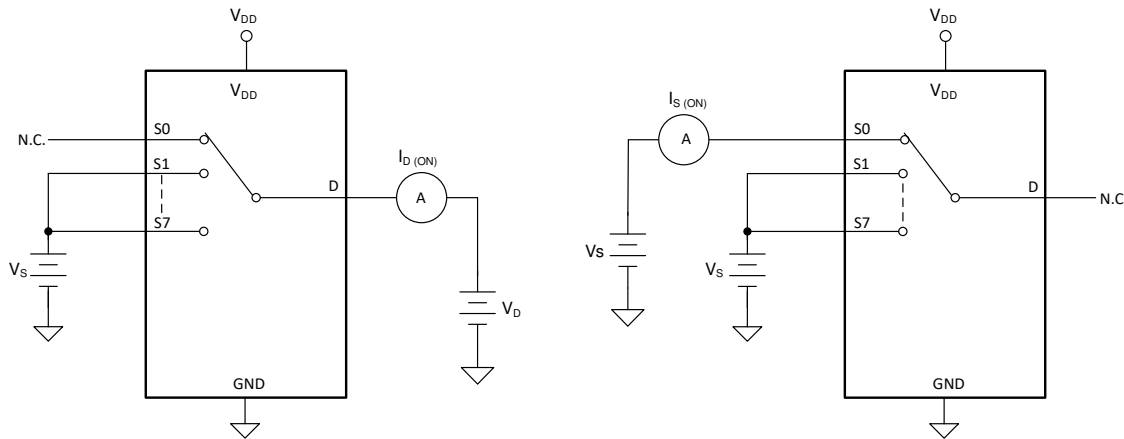 VDD
VDD
N.C.
S0
S1
S7
VS
D
ID (ON)
A
VD
GND
VDD
VDD
IS (ON)
A
VS
S0
S1
S7
VS
D
N.C
GND